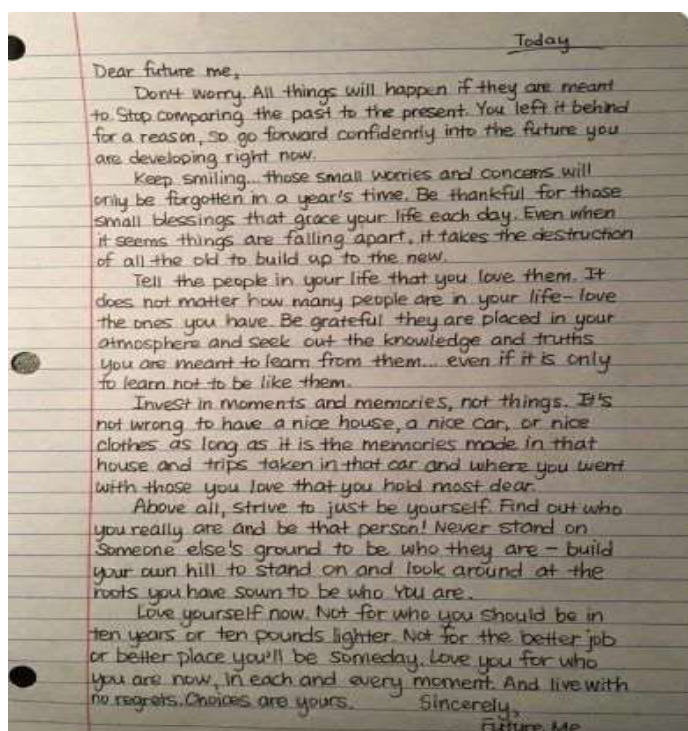 Today
Dear future me,
Don't worry. All things will happen if they are meant
to. Stop comparing the past to the present. You left it behind
for a reason, so go forward confidently into the future you
are developing right now.
Keep smiling... those small worries and concerns will
only be forgotten in a year's time. Be thankful for those
small blessings that grace your life each day. Even when
it seems things are falling apart, it takes the destruction
of all the old to build up to the new.
Tell the people in your life that you love them. It
does not matter how many people are in your life - love
the ones you have. Be grateful they are placed in your
atmosphere and seek out the knowledge and truths
you are meant to learn from them... even if it is only
to learn not to be like them.
Invest in moments and memories, not things. It's
not wrong to have a nice house, a nice car, or nice
clothes as long as it is the memories made in that
house and trips taken in that car and where you went
with those you love that you hold most dear.
Above all, strive to just be yourself. Find out who
you really are and be that person! Never stand on
someone else's ground to be who they are - build
your own hill to stand on and look around at the
roots you have sown to be who you are.
Love yourself now. Not for who you should be in
ten years or ten pounds lighter. Not for the better job
or better place you'll be someday. Love you for who
you are now, in each and every moment. And live with
no regrets. Choices are yours. Sincerely,
Future Me